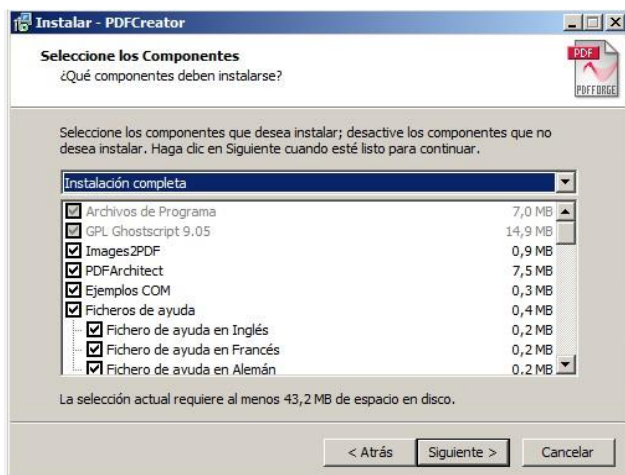 Instalar - PDFCreator
Seleccione los Componentes
¿Qué componentes deben instalarse?
PDF
PDFFORGE
Seleccione los componentes que desea instalar; desactive los componentes que no
desea instalar. Haga clic en Siguiente cuando esté listo para continuar.
Instalación completa
Archivos de Programa 7,0 MB
GPL Ghostscript 9.05 14,9 MB
Images2PDF 0,9 MB
PDFArchitect 7,5 MB
Ejemplos COM 0,3 MB
Ficheros de ayuda 0,4 MB
Fichero de ayuda en Inglés 0,2 MB
Fichero de ayuda en Francés 0,2 MB
Fichero de ayuda en Alemán 0,2 MB
La selección actual requiere al menos 43,2 MB de espacio en disco.
< Atrás Siguiente > Cancelar